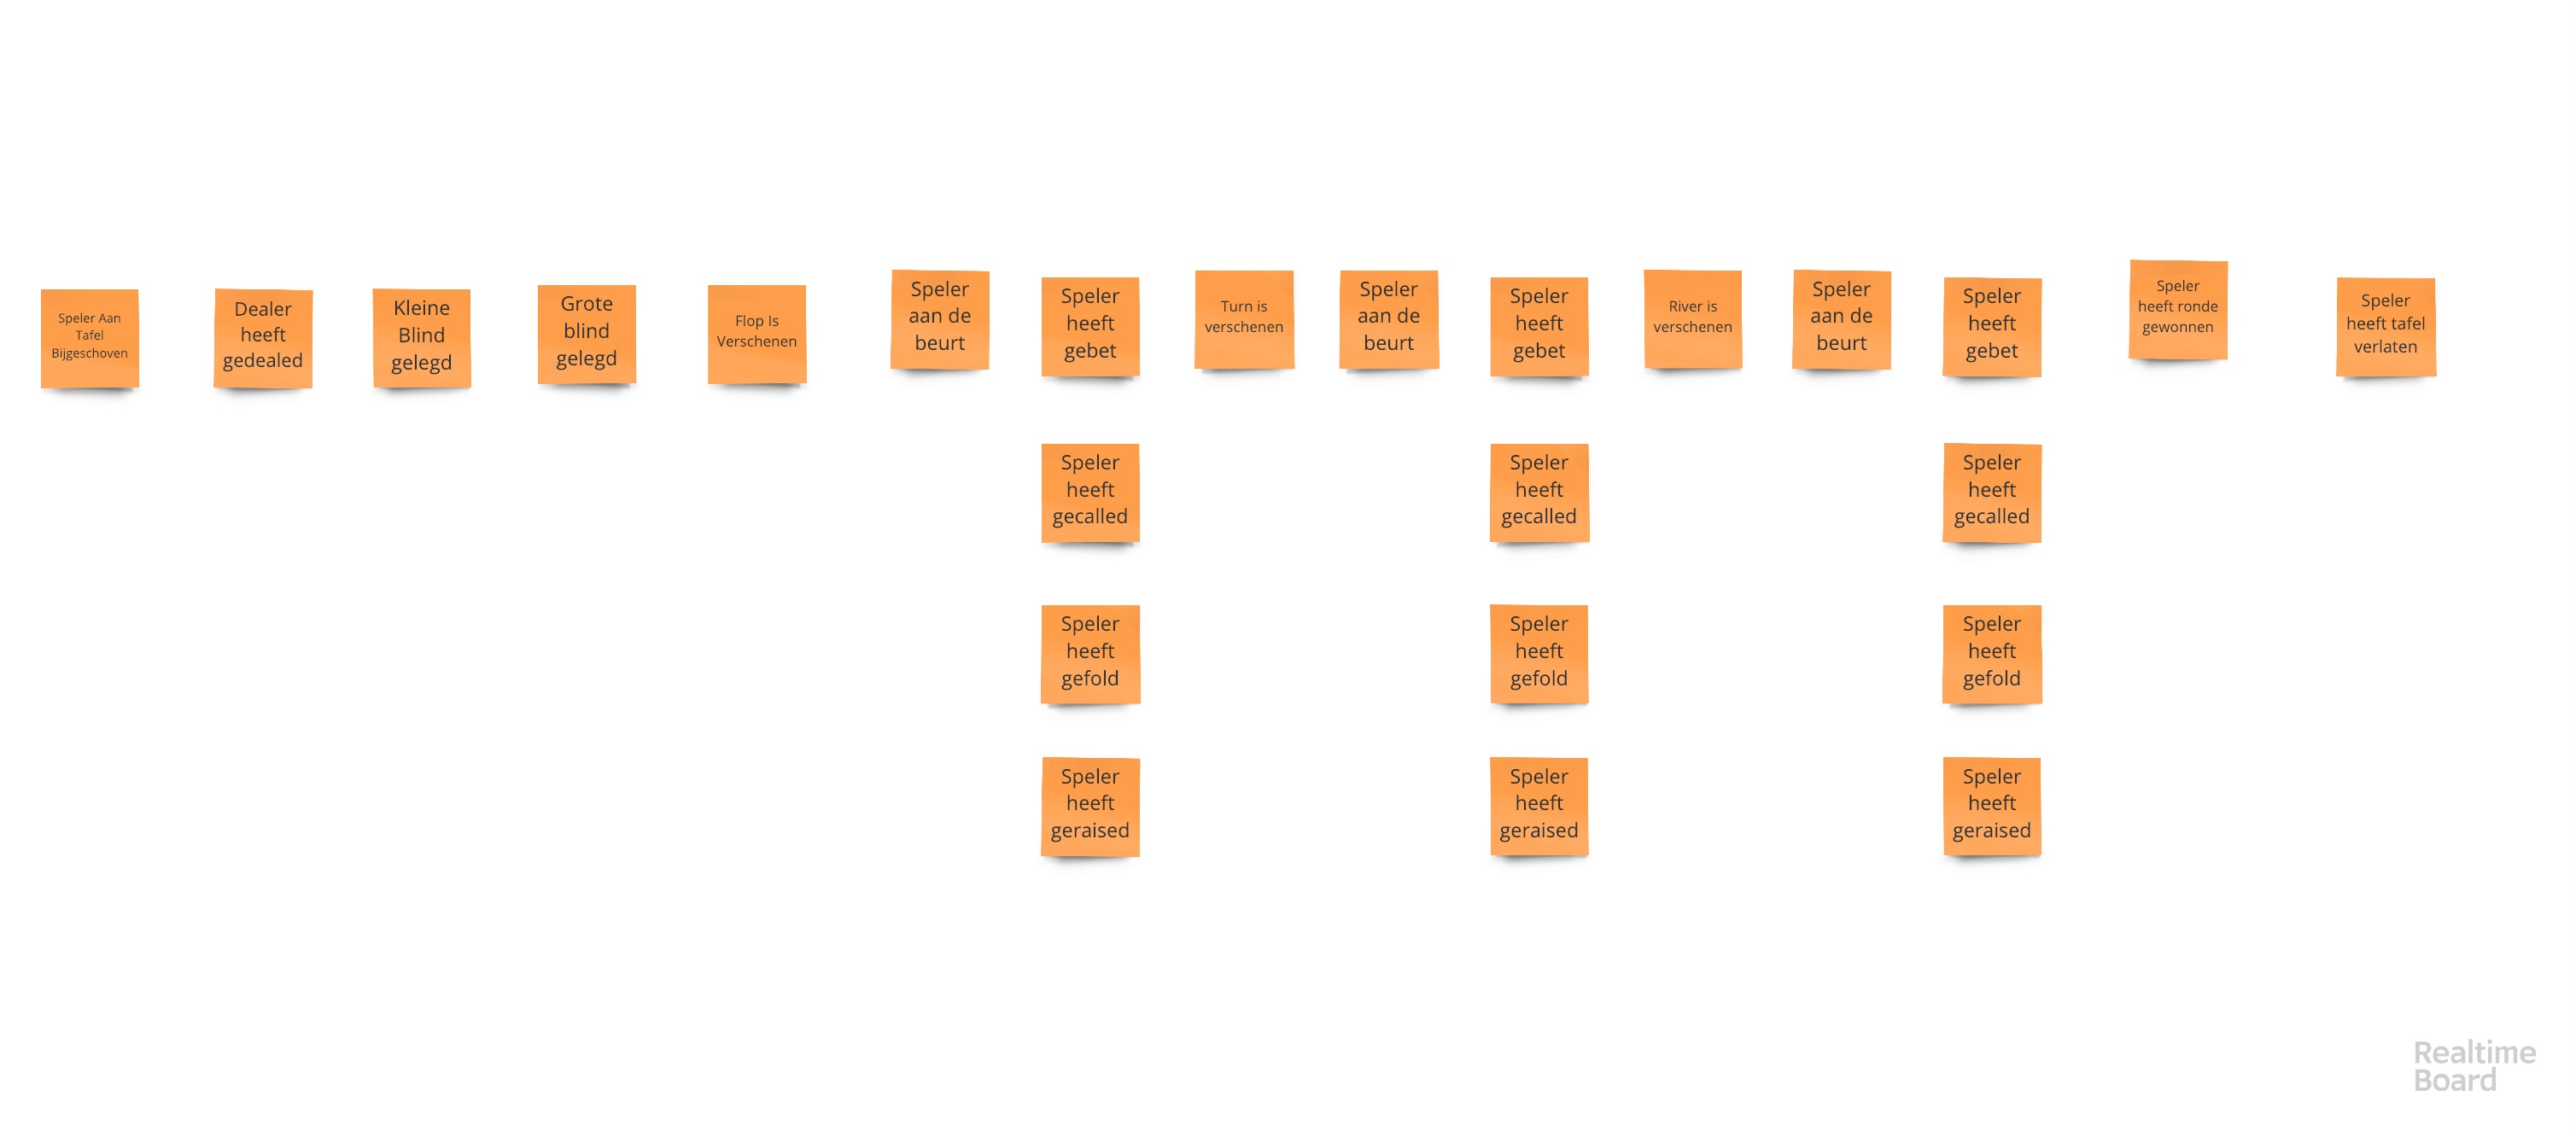 Speler Aan
Tafel
Bijgeschoven
Dealer
heeft
gedealed
Kleine
Blind
gelegd
Grote
blind
gelegd
Flop Is
Verschenen
Speler
aan de
beurt
Speler
heeft
gebet
Turn is
verschenen
Speler
aan de
beurt
Speler
heeft
gebet
River is
verschenen
Speler
aan de
beurt
Speler
heeft
gebet
Speler
heeft ronde
gewonnen
Speler
heeft tafel
verlaten
Speler
heeft
gecalled
Speler
heeft
gecalled
Speler
heeft
gecalled
Speler
heeft
gefold
Speler
heeft
gefold
Speler
heeft
gefold
Speler
heeft
geraised
Speler
heeft
geraised
Speler
heeft
geraised
Realtime
Board